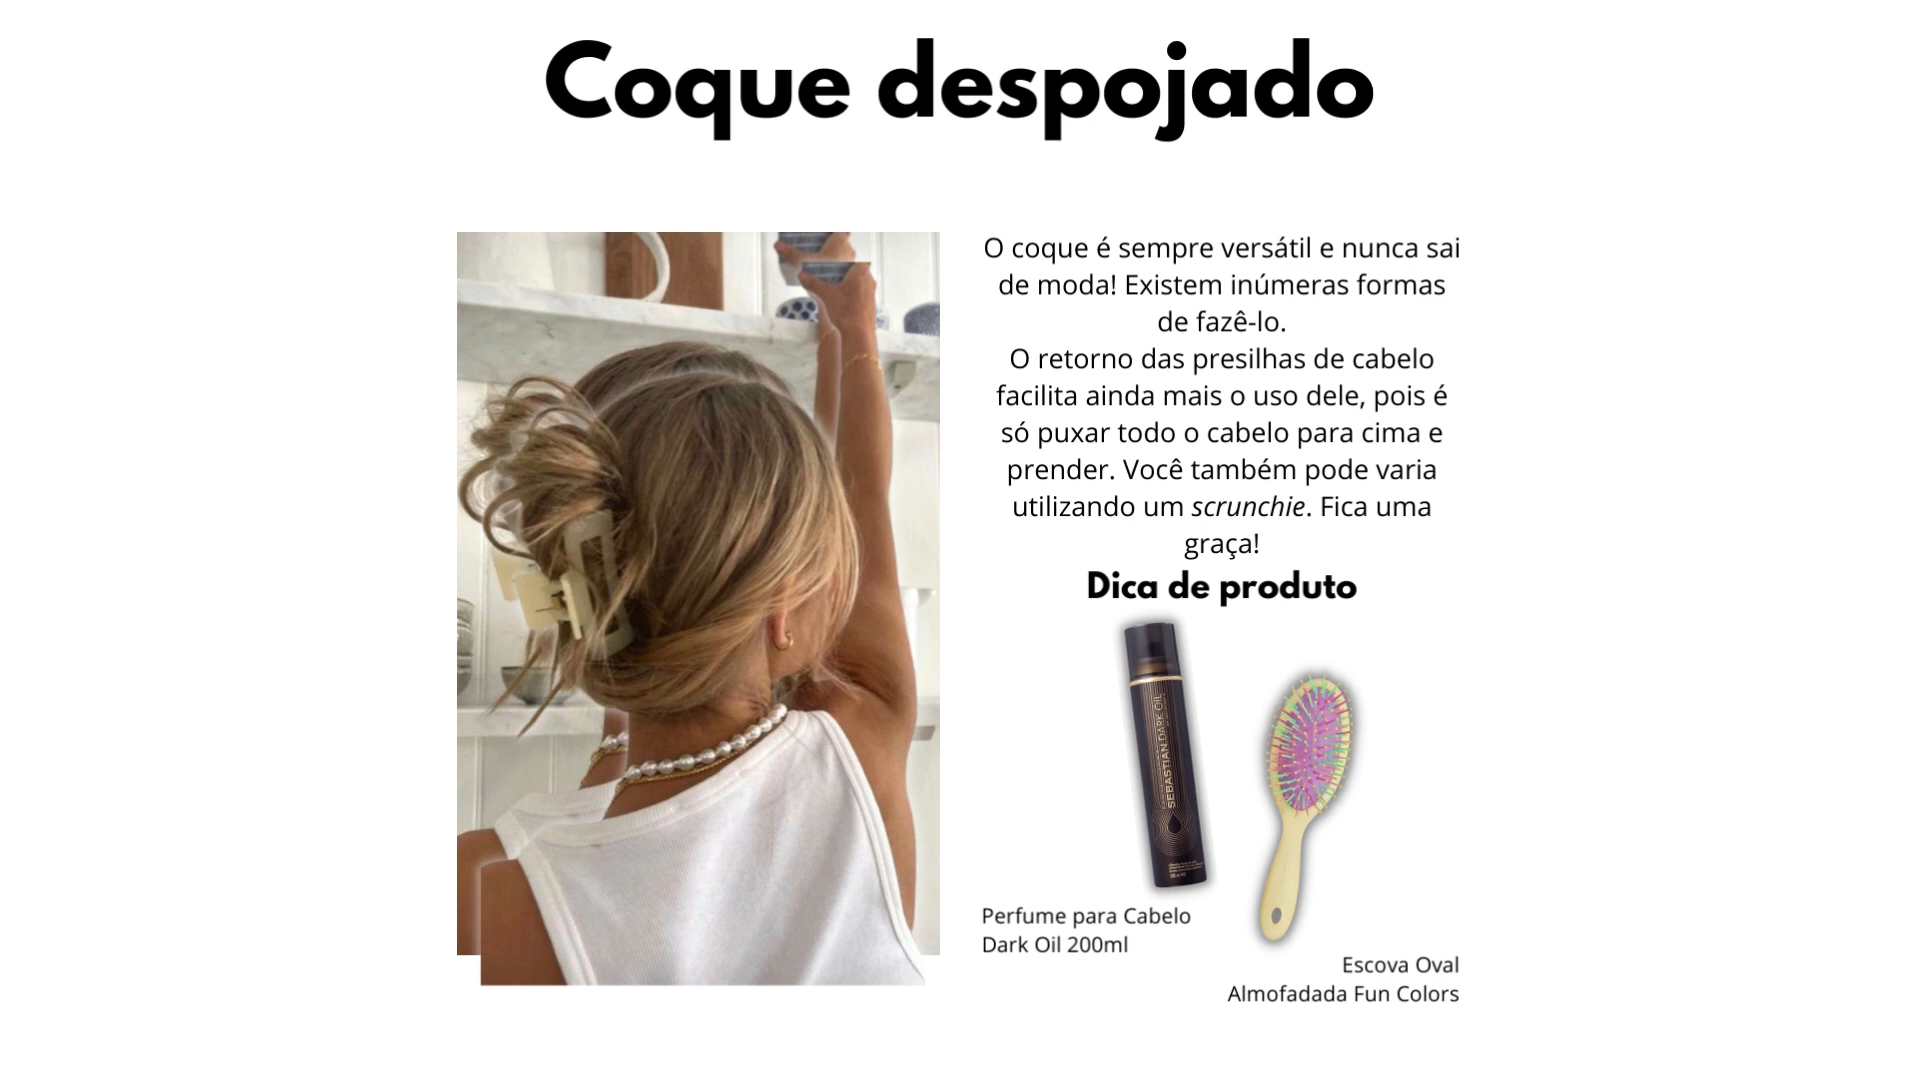 Coque despojado
O coque é sempre versátil e nunca sai
de moda! Existem inúmeras formas
de fazê-lo.
O retorno das presilhas de cabelo
facilita ainda mais o uso dele, pois é
só puxar todo o cabelo para cima e
prender. Você também pode varia
utilizando um scrunchie. Fica uma
graça!
Dica de produto
SEBASTIAN DARK OIL
Perfume para Cabelo
Dark Oil 200ml
Escova Oval
Almofadada Fun Colors